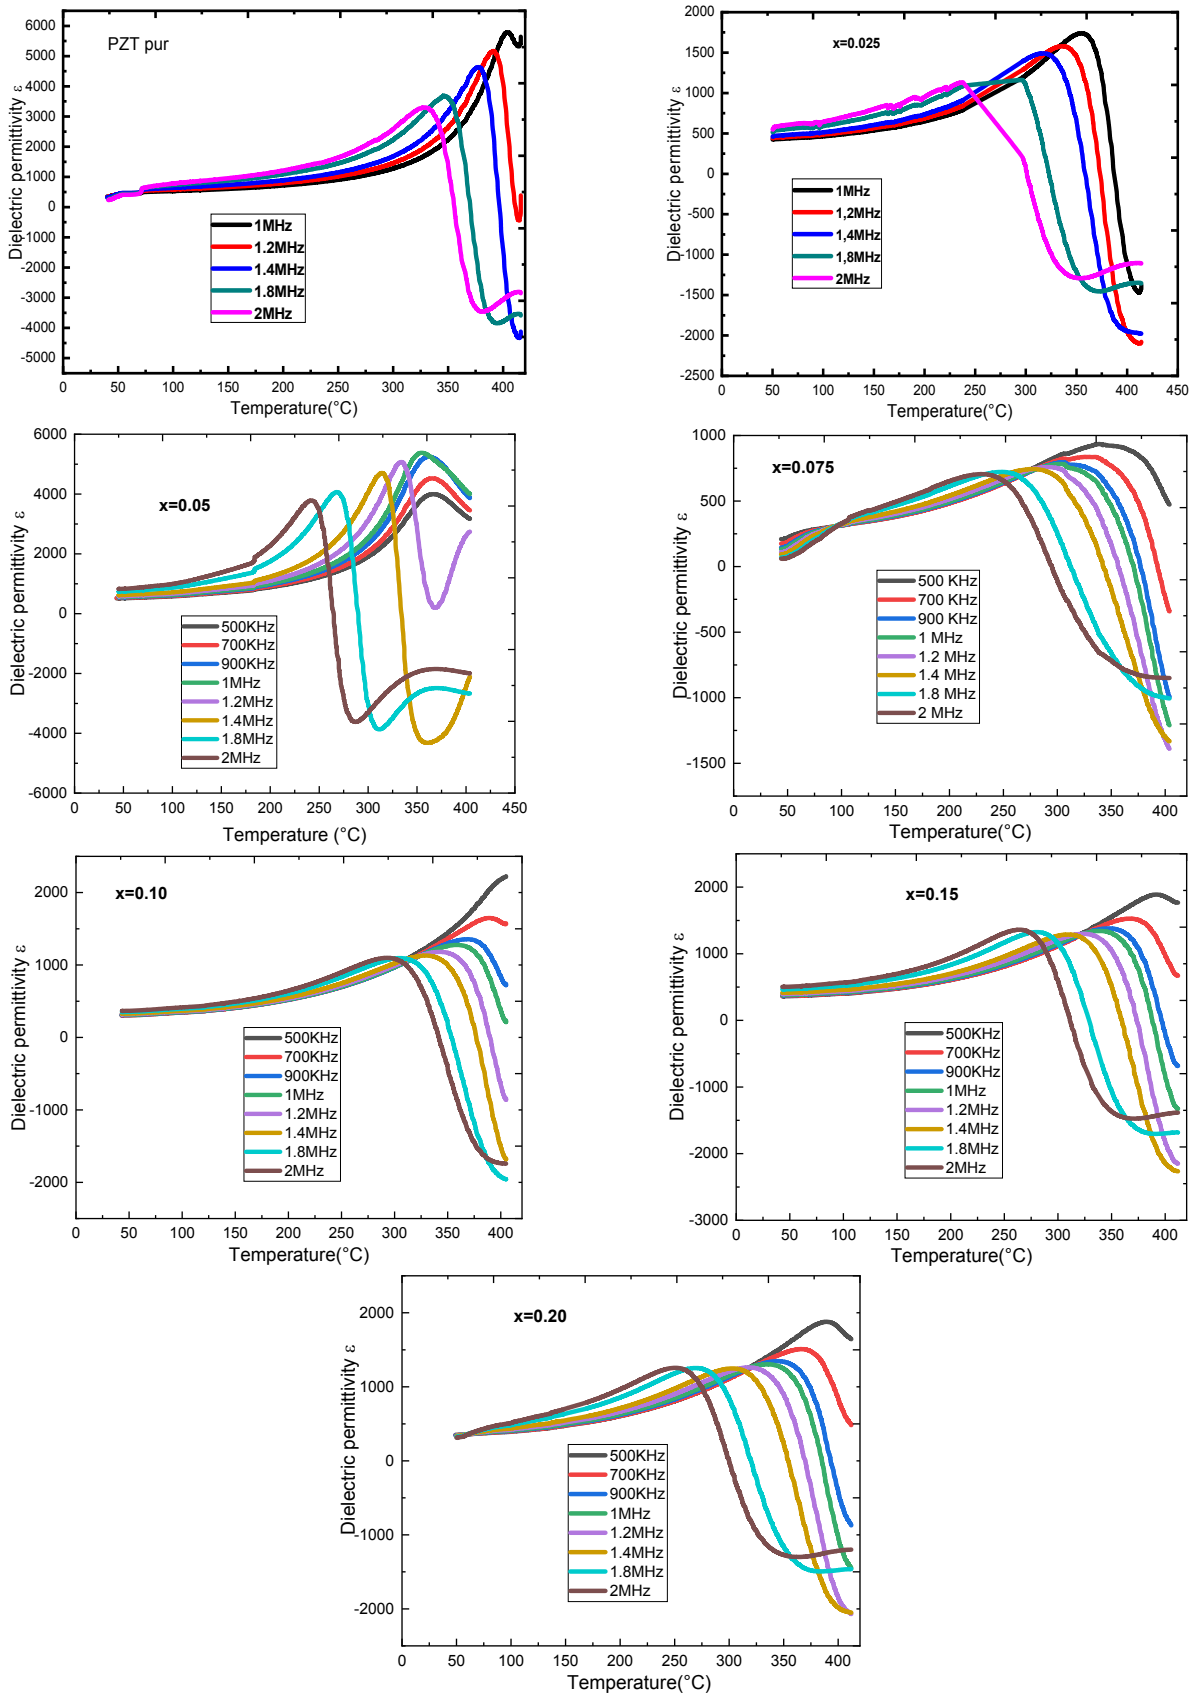 PZT pur
Dielectric permittivity ε
6000
5000
4000
3000
2000
1000
0
-1000
-2000
-3000
-4000
-5000
1MHz
1.2MHz
1.4MHz
1.8MHz
2MHz
0 50 100 150 200 250 300 350 400
Temperature(°C)
x=0.025
Dielectric permittivity ε
2000
1500
1000
500
0
-500
-1000
-1500
-2000
-2500
1MHz
1,2MHz
1,4MHz
1,8MHz
2MHz
0 50 100 150 200 250 300 350 400 450
Temperature(°C)
x=0.05
Dielectric permittivity ε
6000
4000
2000
0
-2000
-4000
-6000
500KHz
700KHz
900KHz
1MHz
1.2MHz
1.4MHz
1.8MHz
2MHz
0 50 100 150 200 250 300 350 400 450
Temperature (°C)
x=0.075
Dielectric permittivity ε
1000
500
0
-500
-1000
-1500
500 KHz
700 KHz
900 KHz
1 MHz
1.2 MHz
1.4 MHz
1.8 MHz
2 MHz
0 50 100 150 200 250 300 350 400
Temperature(°C)
x=0.10
Dielectric permittivity ε
2000
1000
0
-1000
-2000
500KHz
700KHz
900KHz
1MHz
1.2MHz
1.4MHz
1.8MHz
2MHz
0 50 100 150 200 250 300 350 400
Temperature(°C)
x=0.15
Dielectric permittivity ε
2000
1000
0
-1000
-2000
-3000
500KHz
700KHz
900KHz
1MHz
1.2MHz
1.4MHz
1.8MHz
2MHz
0 50 100 150 200 250 300 350 400
Temperature(°C)
x=0.20
Dielectric permittivity ε
2000
1000
0
-1000
-2000
500KHz
700KHz
900KHz
1MHz
1.2MHz
1.4MHz
1.8MHz
2MHz
0 50 100 150 200 250 300 350 400
Temperature(°C)